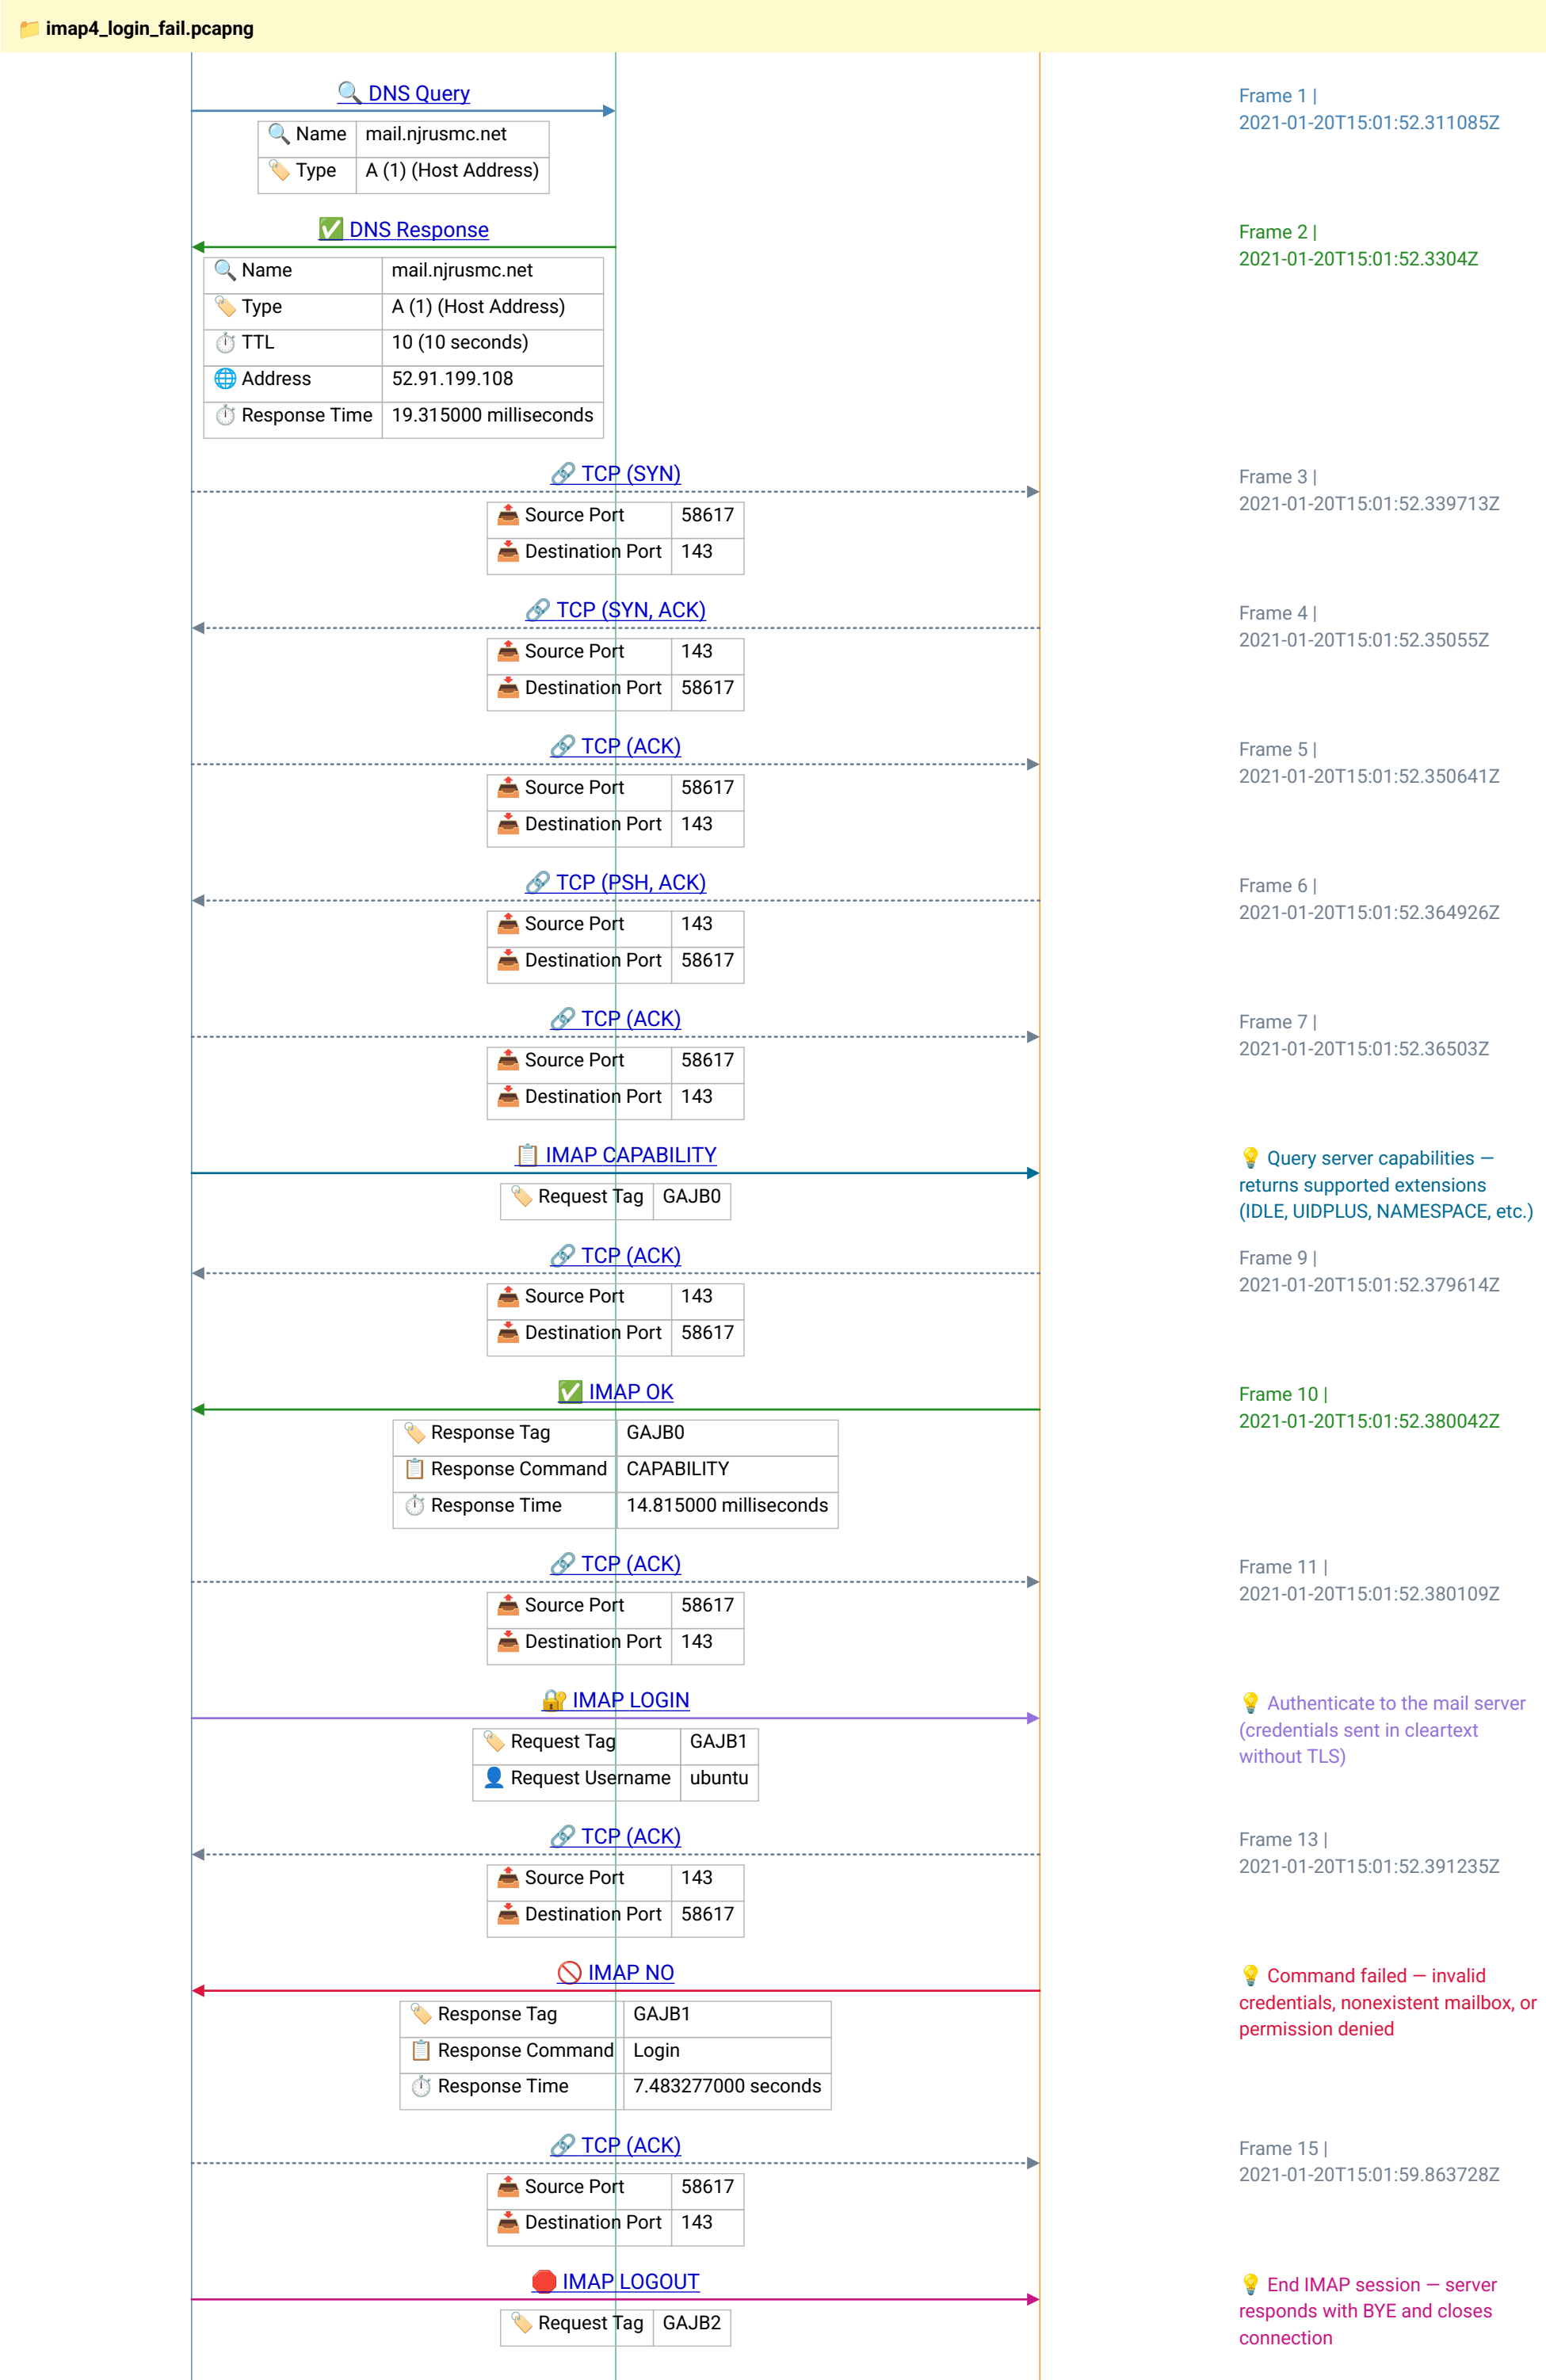 imap4_login_fail.pcapng
DNS Query
Frame 1 |
2021-01-20T15:01:52.311085Z
Name mail.njrusmc.net
Type A (1) (Host Address)
DNS Response
Frame 2 |
2021-01-20T15:01:52.3304Z
Name mail.njrusmc.net
Type A (1) (Host Address)
TTL 10 (10 seconds)
Address 52.91.199.108
Response Time 19.315000 milliseconds
TCP (SYN)
Frame 3 |
2021-01-20T15:01:52.339713Z
Source Port 58617
Destination Port 143
TCP (SYN, ACK)
Frame 4 |
2021-01-20T15:01:52.35055Z
Source Port 143
Destination Port 58617
TCP (ACK)
Frame 5 |
2021-01-20T15:01:52.350641Z
Source Port 58617
Destination Port 143
TCP (PSH, ACK)
Frame 6 |
2021-01-20T15:01:52.364926Z
Source Port 143
Destination Port 58617
TCP (ACK)
Frame 7 |
2021-01-20T15:01:52.36503Z
Source Port 58617
Destination Port 143
IMAP CAPABILITY
Query server capabilities —
returns supported extensions
(IDLE, UIDPLUS, NAMESPACE, etc.)
Request Tag GAJB0
TCP (ACK)
Frame 9 |
2021-01-20T15:01:52.379614Z
Source Port 143
Destination Port 58617
IMAP OK
Frame 10 |
2021-01-20T15:01:52.380042Z
Response Tag GAJB0
Response Command CAPABILITY
Response Time 14.815000 milliseconds
TCP (ACK)
Frame 11 |
2021-01-20T15:01:52.380109Z
Source Port 58617
Destination Port 143
IMAP LOGIN
Authenticate to the mail server
(credentials sent in cleartext
without TLS)
Request Tag GAJB1
Request Username ubuntu
TCP (ACK)
Frame 13 |
2021-01-20T15:01:52.391235Z
Source Port 143
Destination Port 58617
IMAP NO
Command failed — invalid
credentials, nonexistent mailbox, or
permission denied
Response Tag GAJB1
Response Command Login
Response Time 7.483277000 seconds
TCP (ACK)
Frame 15 |
2021-01-20T15:01:59.863728Z
Source Port 58617
Destination Port 143
IMAP LOGOUT
End IMAP session — server
responds with BYE and closes
connection
Request Tag GAJB2